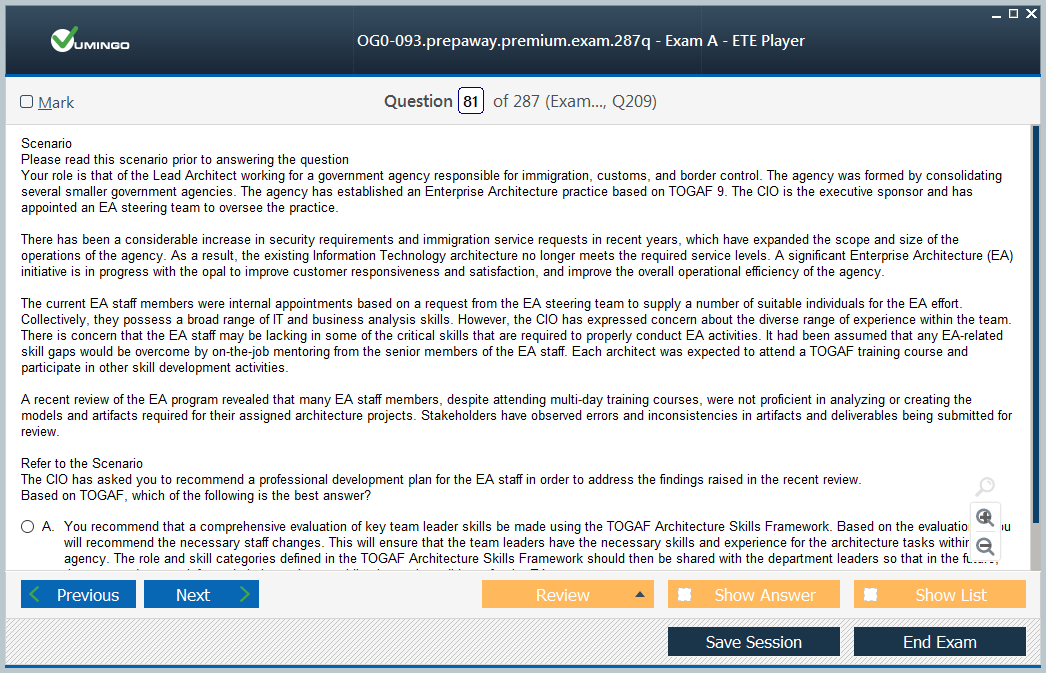 VUMINGO
OG0-093.prepaway.premium.exam.287q - Exam A - ETE Player
Mark
Question 81 of 287 (Exam..., Q209)
Scenario
Please read this scenario prior to answering the question
Your role is that of the Lead Architect working for a government agency responsible for immigration, customs, and border control. The agency was formed by consolidating
several smaller government agencies. The agency has established an Enterprise Architecture practice based on TOGAF 9. The CIO is the executive sponsor and has
appointed an EA steering team to oversee the practice.
There has been a considerable increase in security requirements and immigration service requests in recent years, which have expanded the scope and size of the
operations of the agency. As a result, the existing Information Technology architecture no longer meets the required service levels. A significant Enterprise Architecture (EA)
initiative is in progress with the opal to improve customer responsiveness and satisfaction, and improve the overall operational efficiency of the agency.
The current EA staff members were internal appointments based on a request from the EA steering team to supply a number of suitable individuals for the EA effort.
Collectively, they possess a broad range of IT and business analysis skills. However, the CIO has expressed concern about the diverse range of experience within the team.
There is concern that the EA staff may be lacking in some of the critical skills that are required to properly conduct EA activities. It had been assumed that any EA-related
skill gaps would be overcome by on-the-job mentoring from the senior members of the EA staff. Each architect was expected to attend a TOGAF training course and
participate in other skill development activities.
A recent review of the EA program revealed that many EA staff members, despite attending multi-day training courses, were not proficient in analyzing or creating the
models and artifacts required for their assigned architecture projects. Stakeholders have observed errors and inconsistencies in artifacts and deliverables being submitted for
review.
Refer to the Scenario
The CIO has asked you to recommend a professional development plan for the EA staff in order to address the findings raised in the recent review.
Based on TOGAF, which of the following is the best answer?
A. You recommend that a comprehensive evaluation of key team leader skills be made using the TOGAF Architecture Skills Framework. Based on the evaluation
will recommend the necessary staff changes. This will ensure that the team leaders have the necessary skills and experience for the architecture tasks within
agency. The role and skill categories defined in the TOGAF Architecture Skills Framework should then be shared with the department leaders so that in the
Previous
Next
Review
Show Answer
Show List
Save Session
End Exam